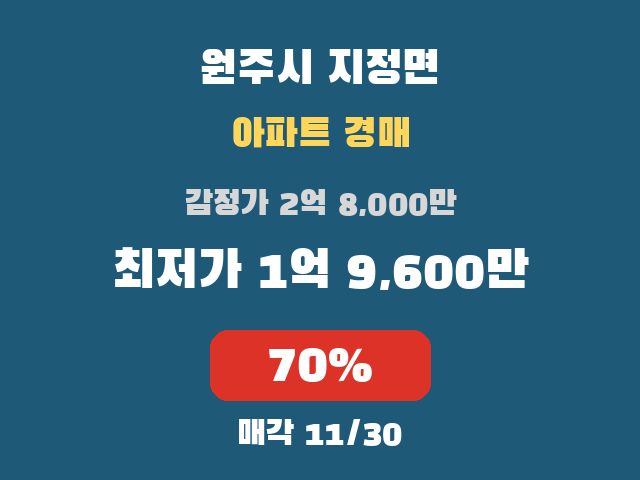 원주시 지정면
아파트 경매
감정가 2억 8,000만
최저가 1억 9,600만
70%
매각 11/30